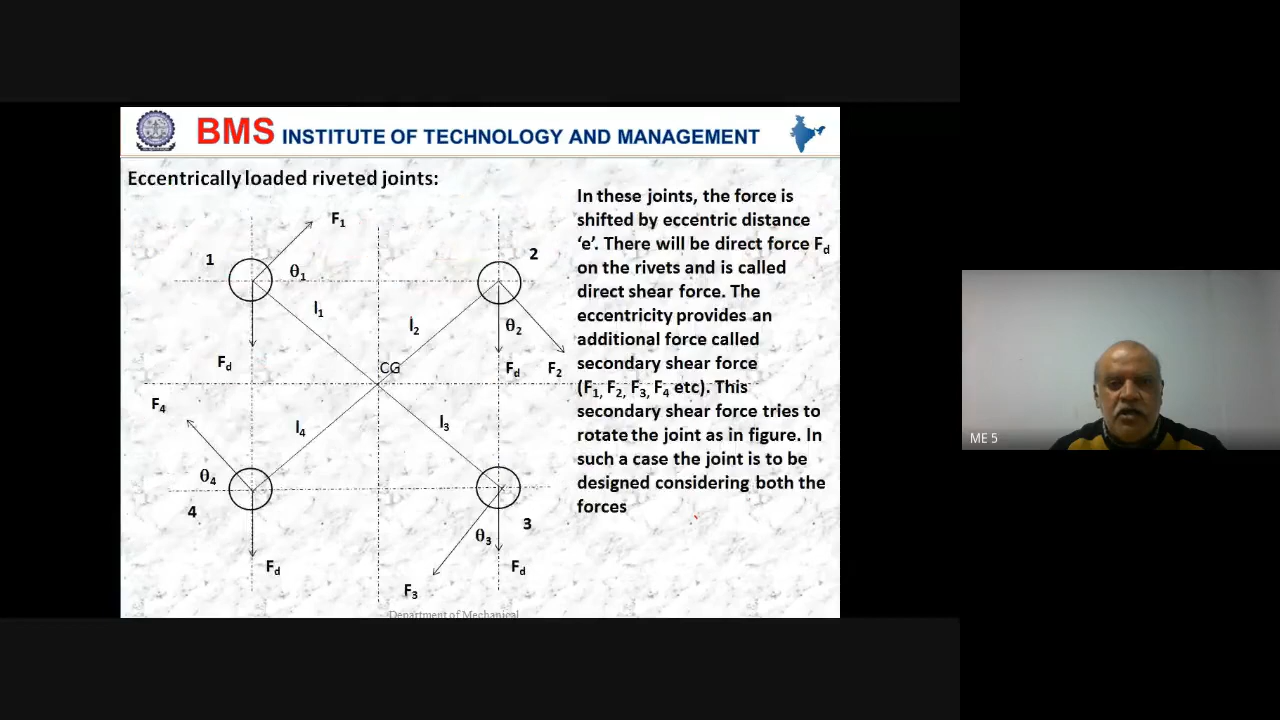 BMS INSTITUTE OF TECHNOLOGY AND MANAGEMENT
Eccentrically loaded riveted joints:
In these joints, the force is
shifted by eccentric distance
‘e’. There will be direct force Fd
on the rivets and is called
direct shear force. The
eccentricity provides an
additional force called
secondary shear force
(F1, F2, F3, F4 etc). This
secondary shear force tries to
rotate the joint as in figure. In
such a case the joint is to be
designed considering both the
forces
F1
1
2
θ1
l1
l2
θ2
Fd
CG
Fd
F2
F4
l4
l3
θ4
4
3
θ3
Fd
Fd
F3
Department of Mechanical
ME 5